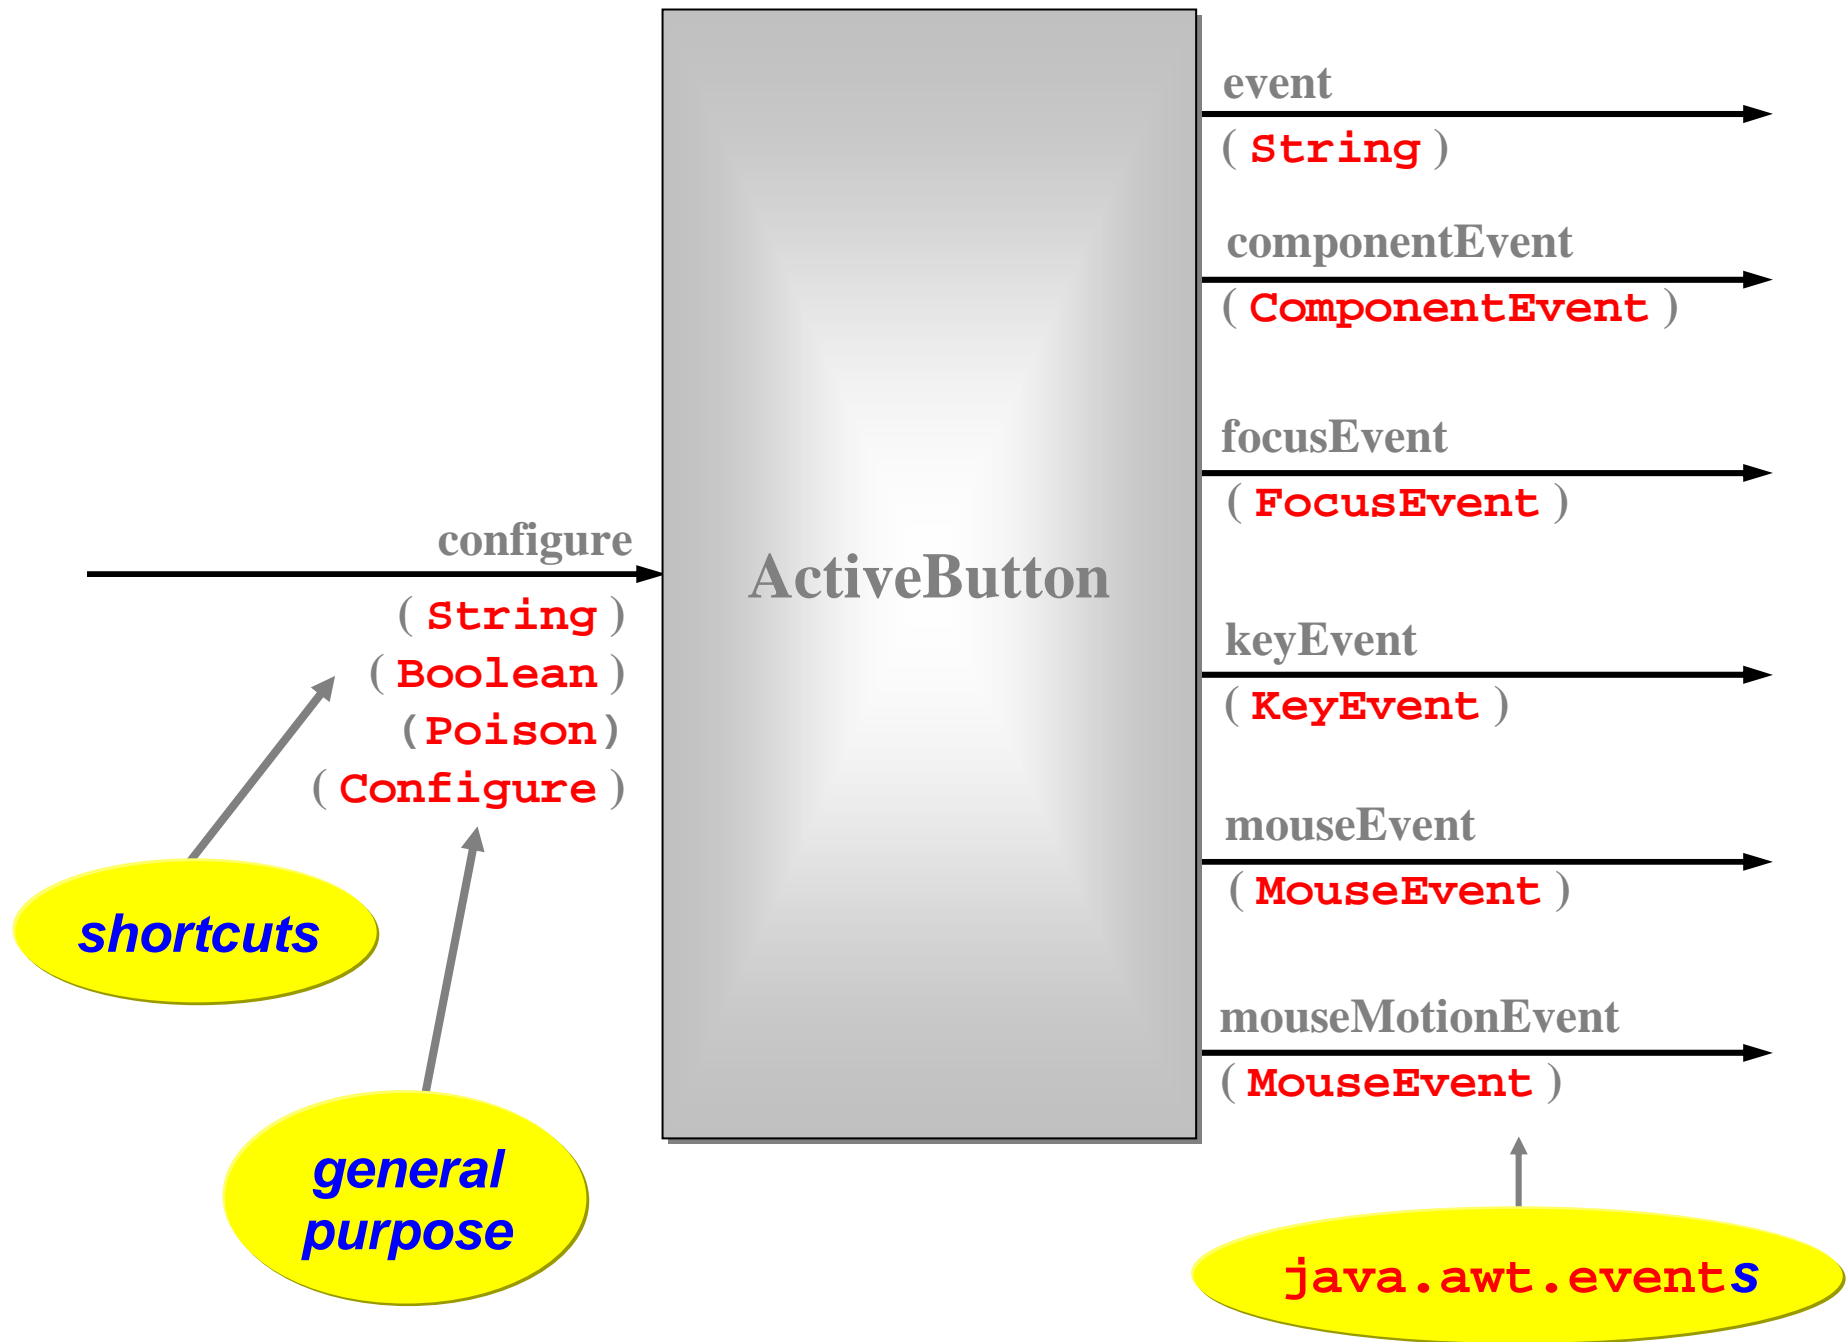 configure
( String )
( Boolean )
(Poison)
( Configure )
shortcuts
general
purpose
ActiveButton
event
( String )
componentEvent
( ComponentEvent )
focusEvent
( FocusEvent )
keyEvent
( KeyEvent )
mouseEvent
( MouseEvent )
mouseMotionEvent
( MouseEvent )
java.awt.events